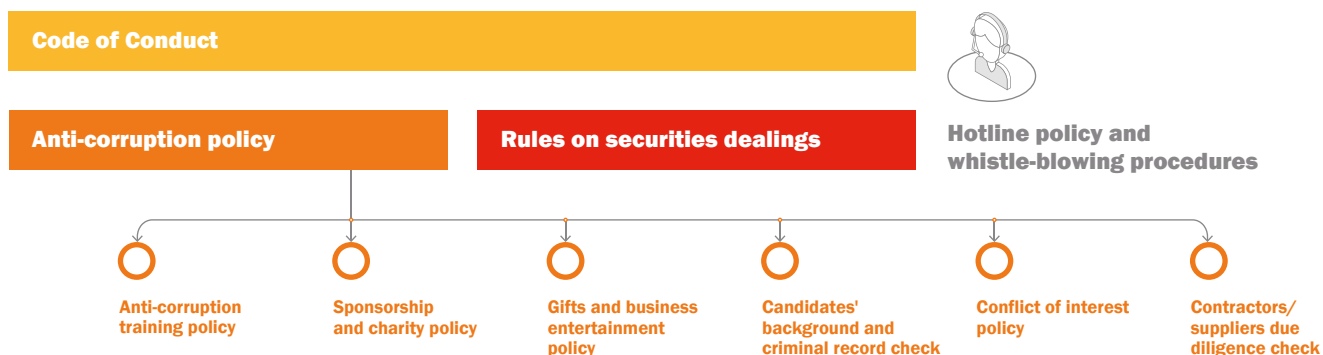 Code of Conduct
Anti-corruption policy
Rules on securities dealings
Hotline policy and
whistle-blowing procedures
Anti-corruption
training policy
Sponsorship
and charity policy
Gifts and business
entertainment
policy
Candidates'
background and
criminal record check
Conflict of interest
policy
Contractors/
suppliers due
diligence check